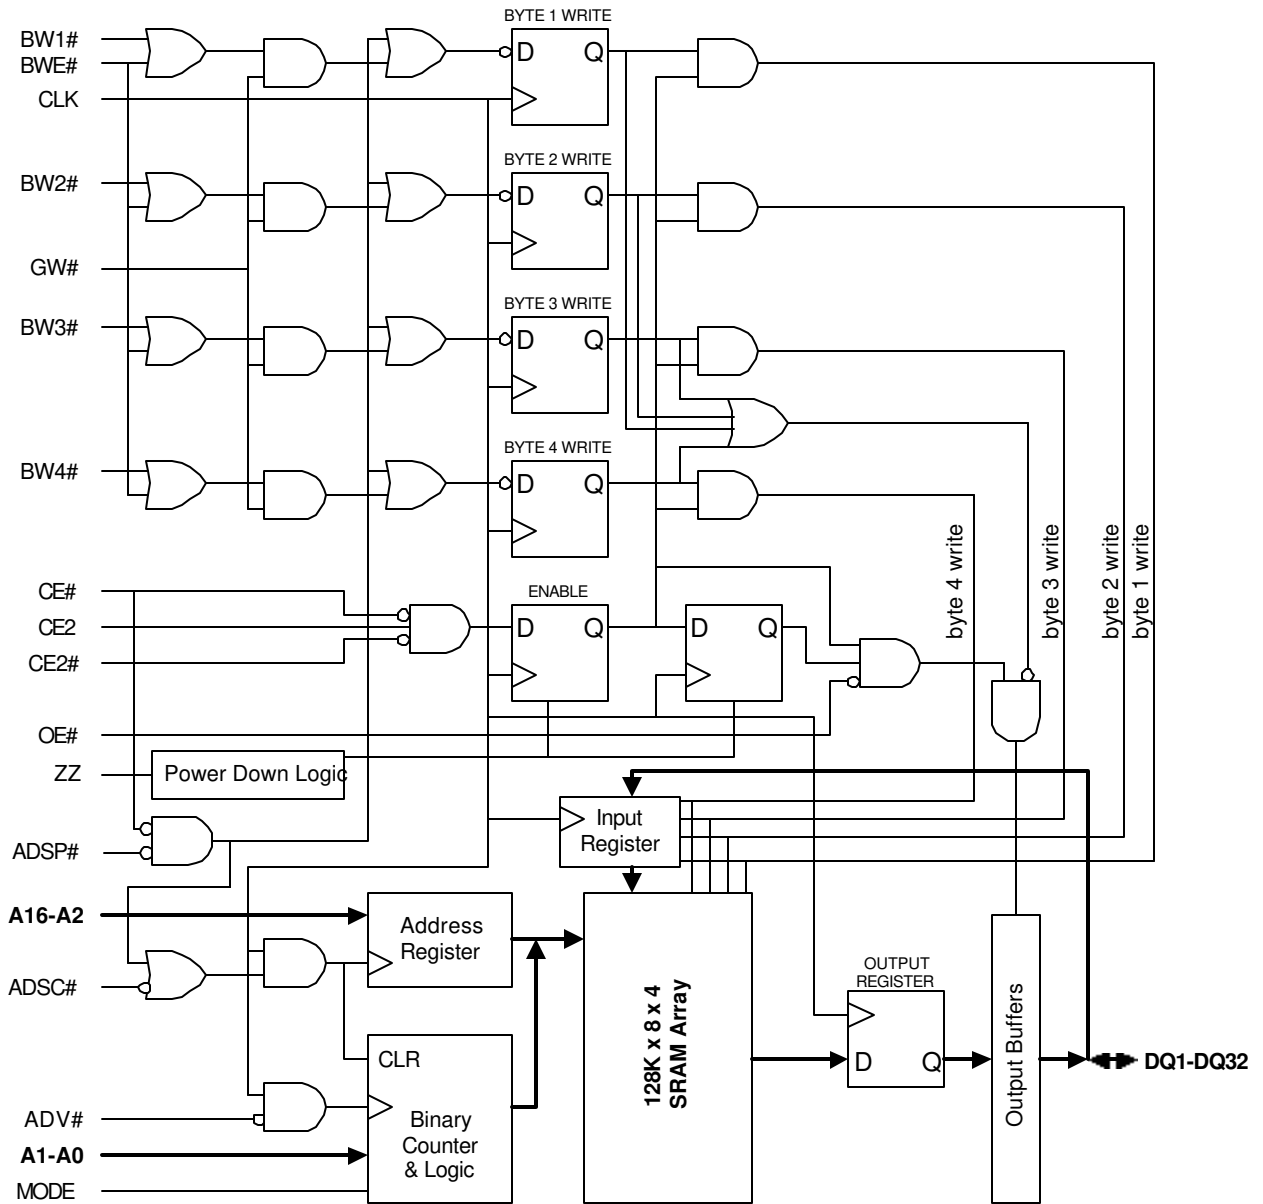 BYTE 1 WRITE
BW1#
BWE#
CLK
D Q
BYTE 2 WRITE
BW2#
D Q
GW#
BYTE 3 WRITE
BW3#
D Q
BYTE 4 WRITE
BW4#
D Q
byte 4 write
byte 3 write
byte 2 write
byte 1 write
CE#
CE2
CE2#
ENABLE
D Q
D Q
OE#
ZZ
Power Down Logic
Input
Register
ADSP#
A16-A2
Address
Register
ADSC#
128K x 8 x 4
SRAM Array
OUTPUT
REGISTER
D Q
Output Buffers
DQ1-DQ32
CLR
Binary
Counter
& Logic
ADV#
A1-A0
MODE